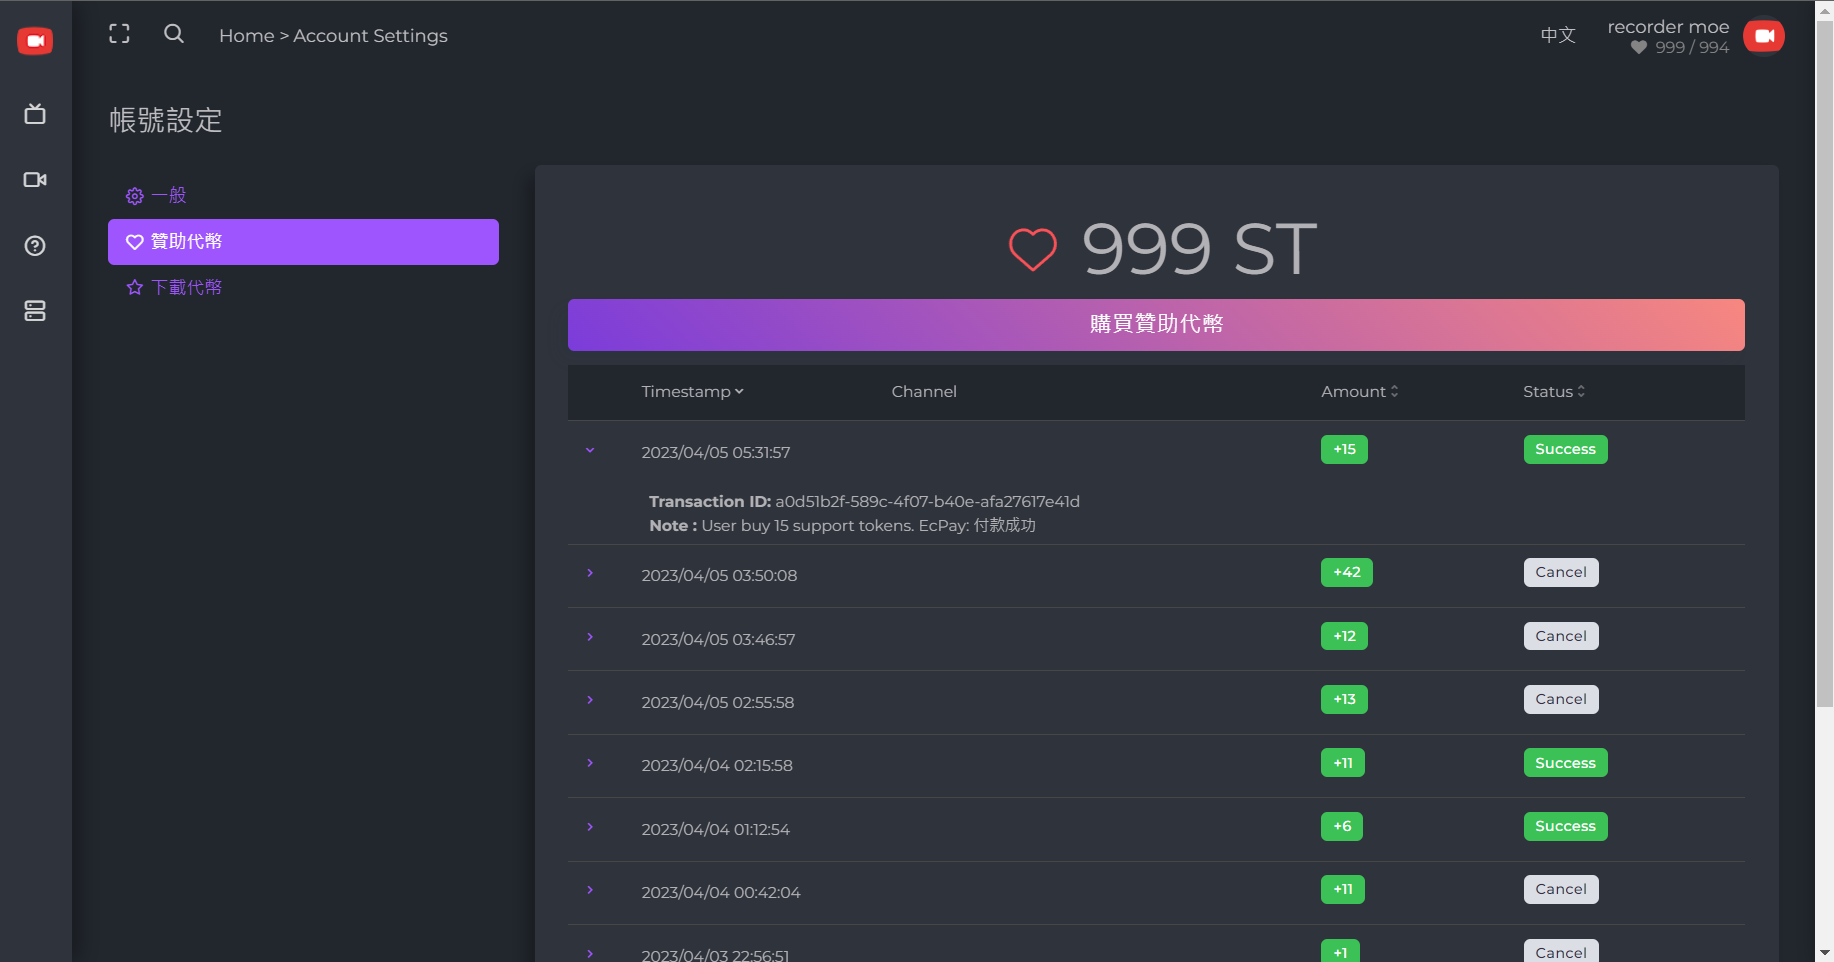 Home > Account Settings
中文
recorder moe
999 / 994
帳號設定
一般
贊助代幣
下載代幣
999 ST
購買贊助代幣
Timestamp Channel Amount Status
2023/04/05 05:31:57 +15 Success
Transaction ID: a0d51b2f-589c-4f07-b40e-afa27617e41d
Note : User buy 15 support tokens. EcPay: 付款成功
2023/04/05 03:50:08 +42 Cancel
2023/04/05 03:46:57 +12 Cancel
2023/04/05 02:55:58 +13 Cancel
2023/04/04 02:15:58 +11 Success
2023/04/04 01:12:54 +6 Success
2023/04/04 00:42:04 +11 Cancel
2023/04/03 22:56:51 +1 Cancel